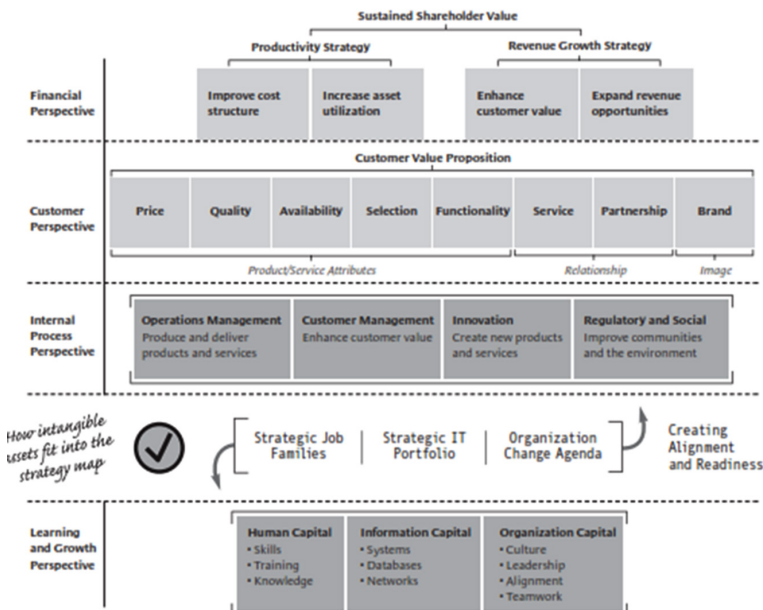 Sustained Shareholder Value
Productivity Strategy
Revenue Growth Strategy
Financial
Perspective
Improve cost
structure
Increase asset
utilization
Enhance
customer value
Expand revenue
opportunities
Customer Value Proposition
Customer
Perspective
Price
Quality
Availability
Selection
Functionality
Service
Partnership
Brand
Product/Service Attributes
Relationship
Image
Internal
Process
Perspective
Operations Management
Produce and deliver
products and services
Customer Management
Enhance customer value
Innovation
Create new products
and services
Regulatory and Social
Improve communities
and the environment
How intangible
assets fit into the
strategy map
Strategic Job
Families
Strategic IT
Portfolio
Organization
Change Agenda
Creating
Alignment
and Readiness
Learning
and Growth
Perspective
Human Capital
• Skills
• Training
• Knowledge
Information Capital
• Systems
• Databases
• Networks
Organization Capital
• Culture
• Leadership
• Alignment
• Teamwork